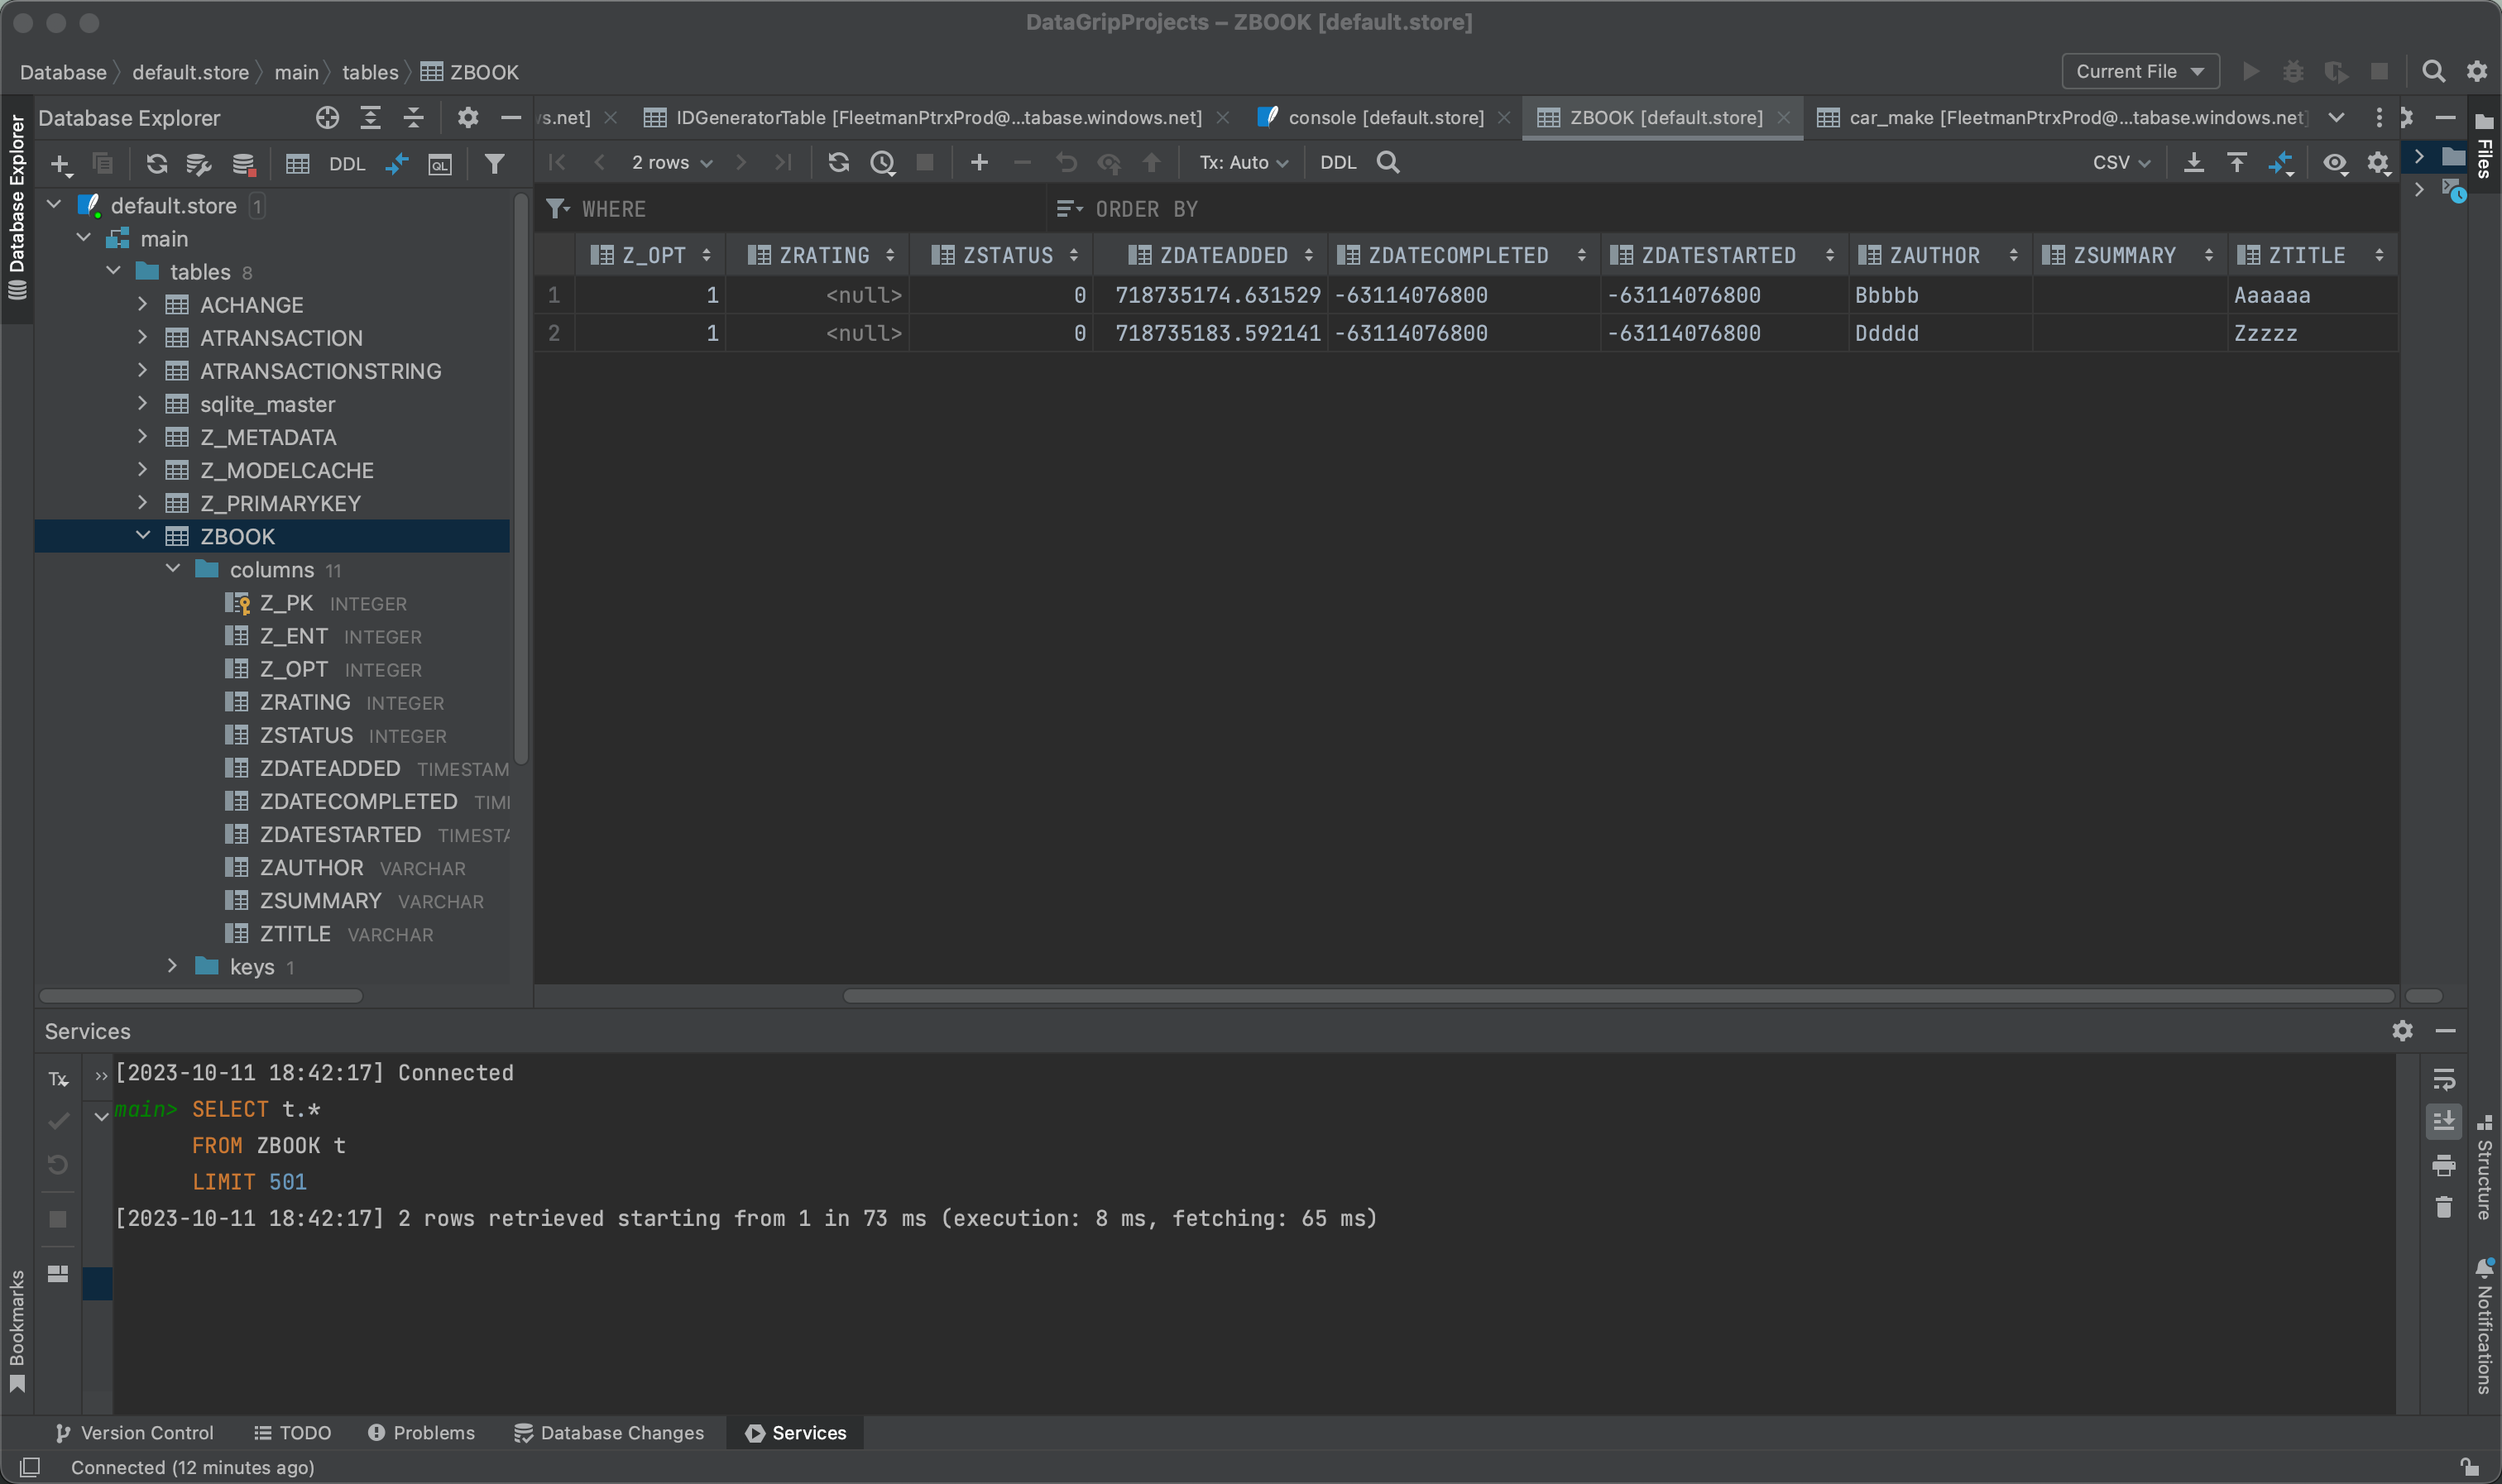 DataGripProjects – ZBOOK [default.store]
Database default.store main tables ZBOOK
Current File
Database Explorer
Database Explorer
s.net]
IDGeneratorTable [FleetmanPtrxProd@...tabase.windows.net]
console [default.store]
ZBOOK [default.store]
car_make [FleetmanPtrxProd@...tabase.windows.net]
Files
DDL
QL
2 rows
Tx: Auto
DDL
CSV
WHERE
ORDER BY
default.store 1
main
tables 8
ACHANGE
ATRANSACTION
ATRANSACTIONSTRING
sqlite_master
Z_METADATA
Z_MODELCACHE
Z_PRIMARYKEY
ZBOOK
columns 11
Z_PK INTEGER
Z_ENT INTEGER
Z_OPT INTEGER
ZRATING INTEGER
ZSTATUS INTEGER
ZDATEADDED TIMESTAM
ZDATECOMPLETED TIMI
ZDATESTARTED TIMESTA
ZAUTHOR VARCHAR
ZSUMMARY VARCHAR
ZTITLE VARCHAR
keys 1
Z_OPT ZRATING ZSTATUS ZDATEADDED ZDATECOMPLETED ZDATESTARTED ZAUTHOR ZSUMMARY ZTITLE
1 1 <null> 0 718735174.631529 -63114076800 -63114076800 Bbbbb Aaaaaa
2 1 <null> 0 718735183.592141 -63114076800 -63114076800 Ddddd Zzzzz
Services
Tx
[2023-10-11 18:42:17] Connected
main> SELECT t.*
FROM ZBOOK t
LIMIT 501
[2023-10-11 18:42:17] 2 rows retrieved starting from 1 in 73 ms (execution: 8 ms, fetching: 65 ms)
Structure
Notifications
Bookmarks
Version Control
TODO
Problems
Database Changes
Services
Connected (12 minutes ago)